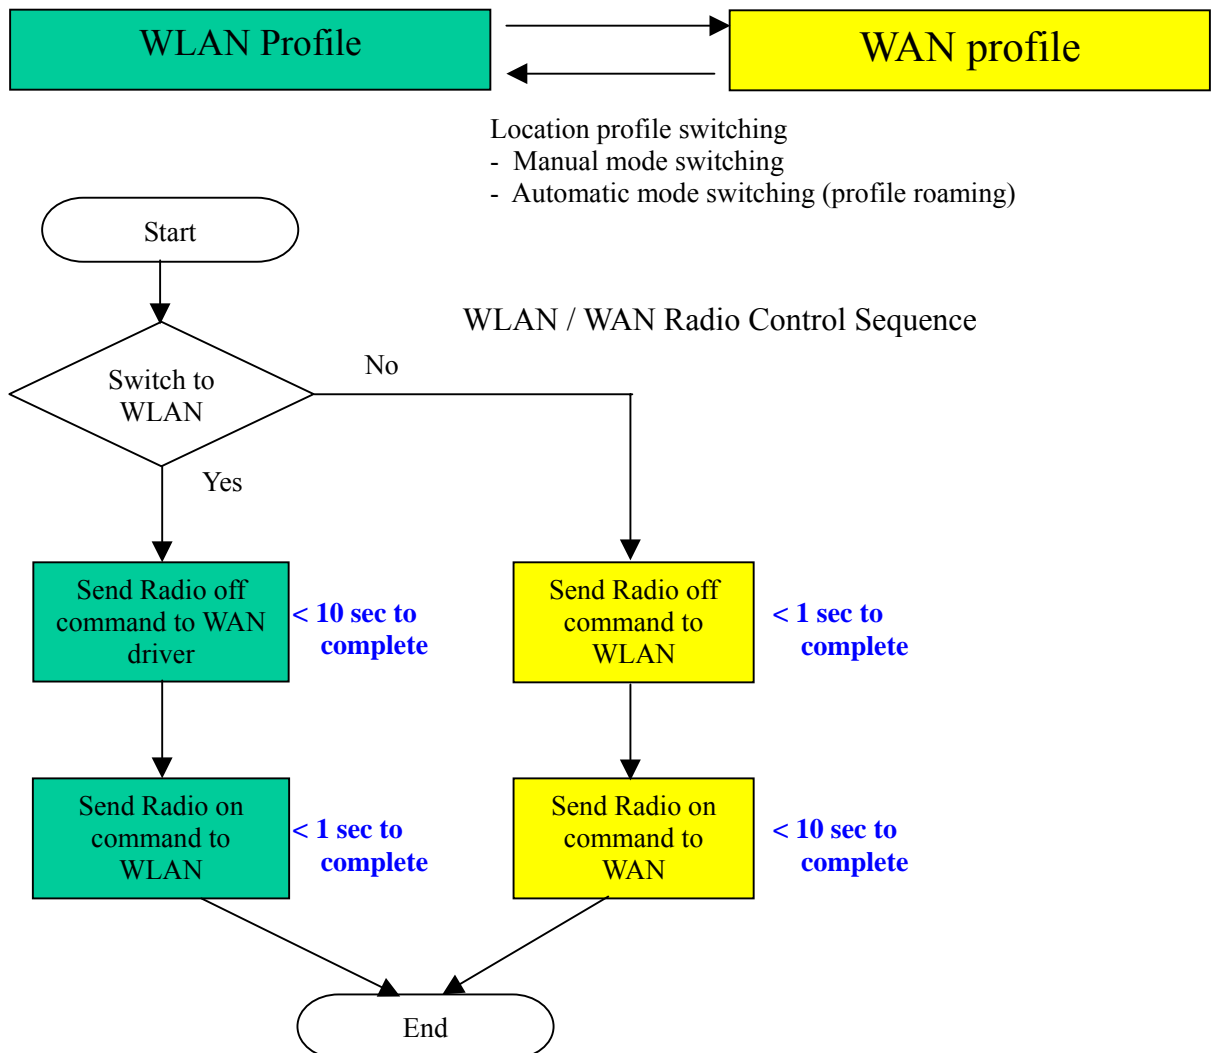 WLAN Profile
WAN profile
Location profile switching
- Manual mode switching
- Automatic mode switching (profile roaming)
Start
WLAN / WAN Radio Control Sequence
Switch to
WLAN
No
Yes
Send Radio off
command to WAN
driver
< 10 sec to
complete
Send Radio off
command to
WLAN
< 1 sec to
complete
Send Radio on
command to
WLAN
< 1 sec to
complete
Send Radio on
command to
WAN
< 10 sec to
complete
End